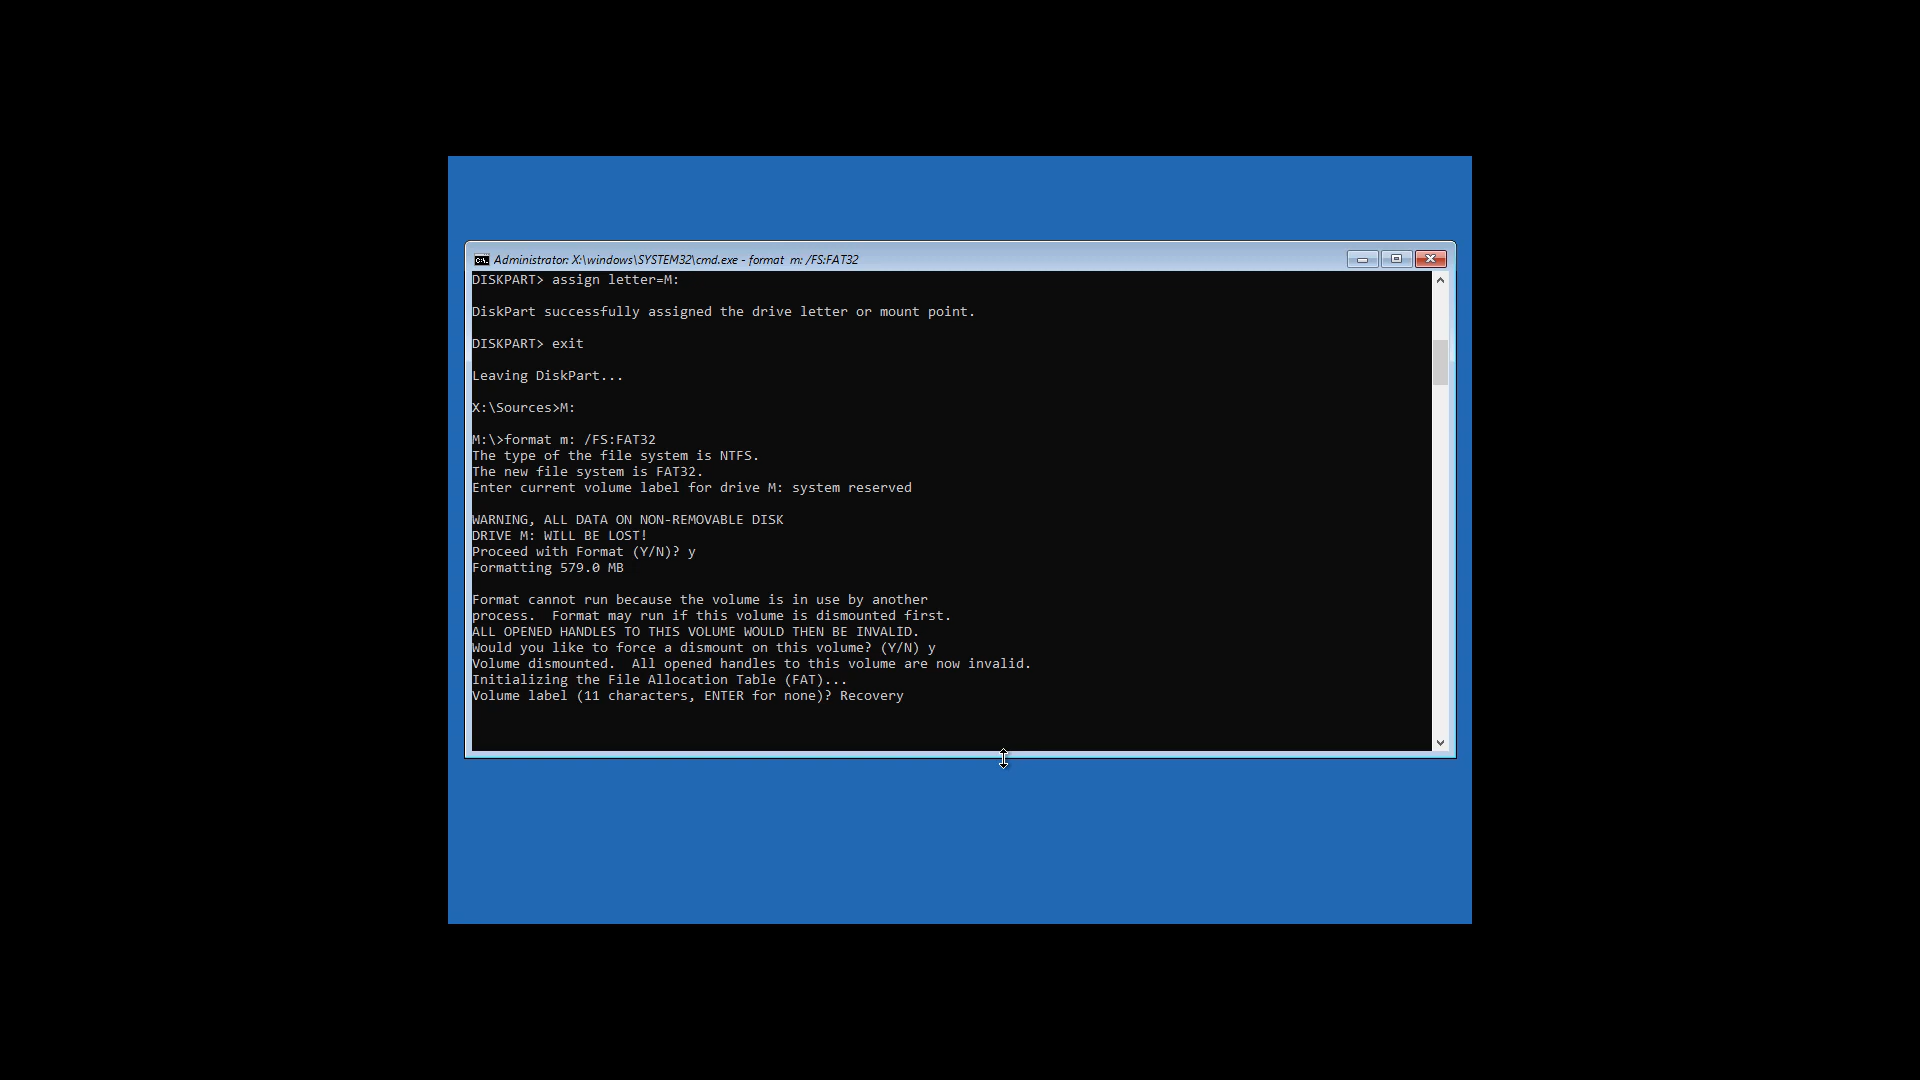 Administrator: X:\windows\SYSTEM32\cmd.exe - format  m: /FS:FAT32
DISKPART> assign letter=M:
DiskPart successfully assigned the drive letter or mount point.
DISKPART> exit
Leaving DiskPart...
X:\Sources>M:
M:\>format m: /FS:FAT32
The type of the file system is NTFS.
The new file system is FAT32.
Enter current volume label for drive M: system reserved
WARNING, ALL DATA ON NON-REMOVABLE DISK
DRIVE M: WILL BE LOST!
Proceed with Format (Y/N)? y
Formatting 579.0 MB
Format cannot run because the volume is in use by another
process.  Format may run if this volume is dismounted first.
ALL OPENED HANDLES TO THIS VOLUME WOULD THEN BE INVALID.
Would you like to force a dismount on this volume? (Y/N) y
Volume dismounted.  All opened handles to this volume are now invalid.
Initializing the File Allocation Table (FAT)...
Volume label (11 characters, ENTER for none)? Recovery